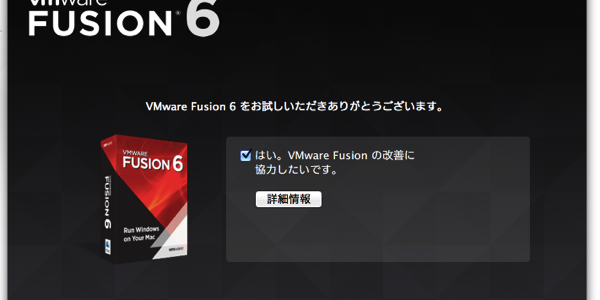 vmware
FUSION® 6
VMware Fusion 6 をお試しいただきありがとうございます。
VMWARE
FUSION 6
FUSION 6
Run Windows
on Your Mac
vmware
はい。VMware Fusion の改善に
協力したいです。
詳細情報